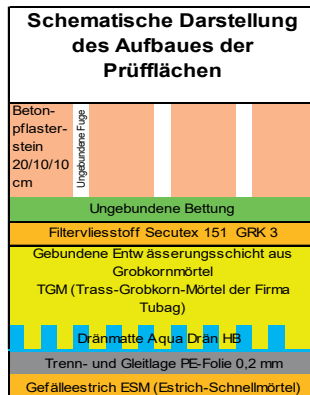 Schematische Darstellung
des Aufbaues der
Prüfflächen
Beton-
pflaster-
stein
20/10/10
cm
Ungebundene Fuge
Ungebundene Bettung
Filtervliesstoff Secutex 151 GRK 3
Gebundene Entwässerungsschicht aus
Grobkornmörtel
TGM (Trass-Grobkorn-Mörtel der Firma
Tubag)
Dränmatte Aqua Drän HB
Trenn- und Gleitlage PE-Folie 0,2 mm
Gefälleestrich ESM (Estrich-Schnellmörtel)